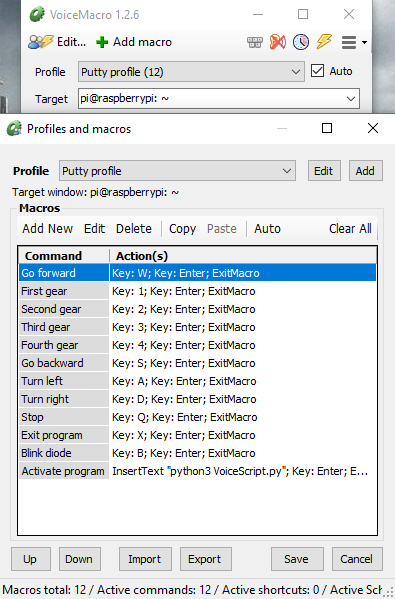 VoiceMacro 1.2.6
Edit... Add macro
Profile Putty profile (12) Auto
Target pi@raspberrypi: ~
Profiles and macros
Profile Putty profile Edit Add
Target window: pi@raspberrypi: ~
Macros
Add New Edit Delete Copy Paste Auto Clear All
Command Action(s)
Go forward Key: W; Key: Enter; ExitMacro
First gear Key: 1; Key: Enter; ExitMacro
Second gear Key: 2; Key: Enter; ExitMacro
Third gear Key: 3; Key: Enter; ExitMacro
Fourth gear Key: 4; Key: Enter; ExitMacro
Go backward Key: S; Key: Enter; ExitMacro
Turn left Key: A; Key: Enter; ExitMacro
Turn right Key: D; Key: Enter; ExitMacro
Stop Key: Q; Key: Enter; ExitMacro
Exit program Key: X; Key: Enter; ExitMacro
Blink diode Key: B; Key: Enter; ExitMacro
Activate program InsertText "python3 VoiceScript.py"; Key: Enter; E...
Up Down Import Export Save Cancel
Macros total: 12 / Active commands: 12 / Active shortcuts: 0 / Active Sch